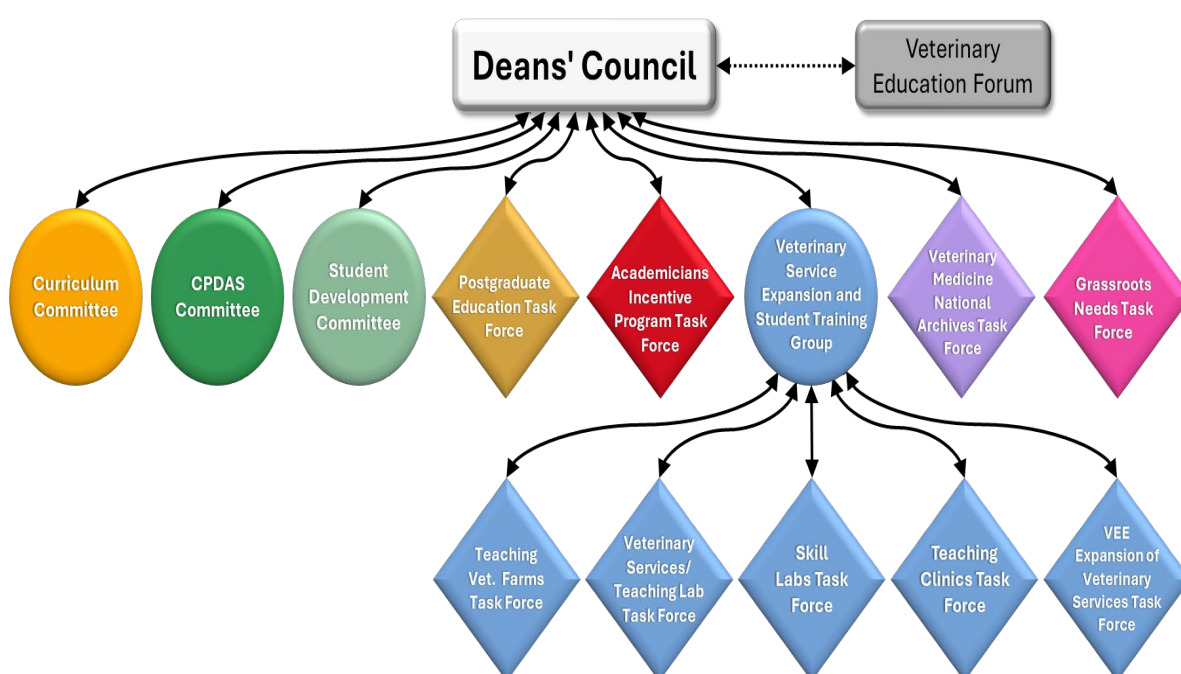 Deans' Council
Veterinary
Education Forum
Curriculum
Committee
CPDAS
Committee
Student
Development
Committee
Postgraduate
Education Task
Force
Academicians
Incentive
Program Task
Force
Veterinary
Service
Expansion and
Student Training
Group
Veterinary
Medicine
National
Archives Task
Force
Grassroots
Needs Task
Force
Teaching
Vet. Farms
Task Force
Veterinary
Services/
Teaching Lab
Task Force
Skill
Labs Task
Force
Teaching
Clinics Task
Force
VEE
Expansion of
Veterinary
Services Task
Force